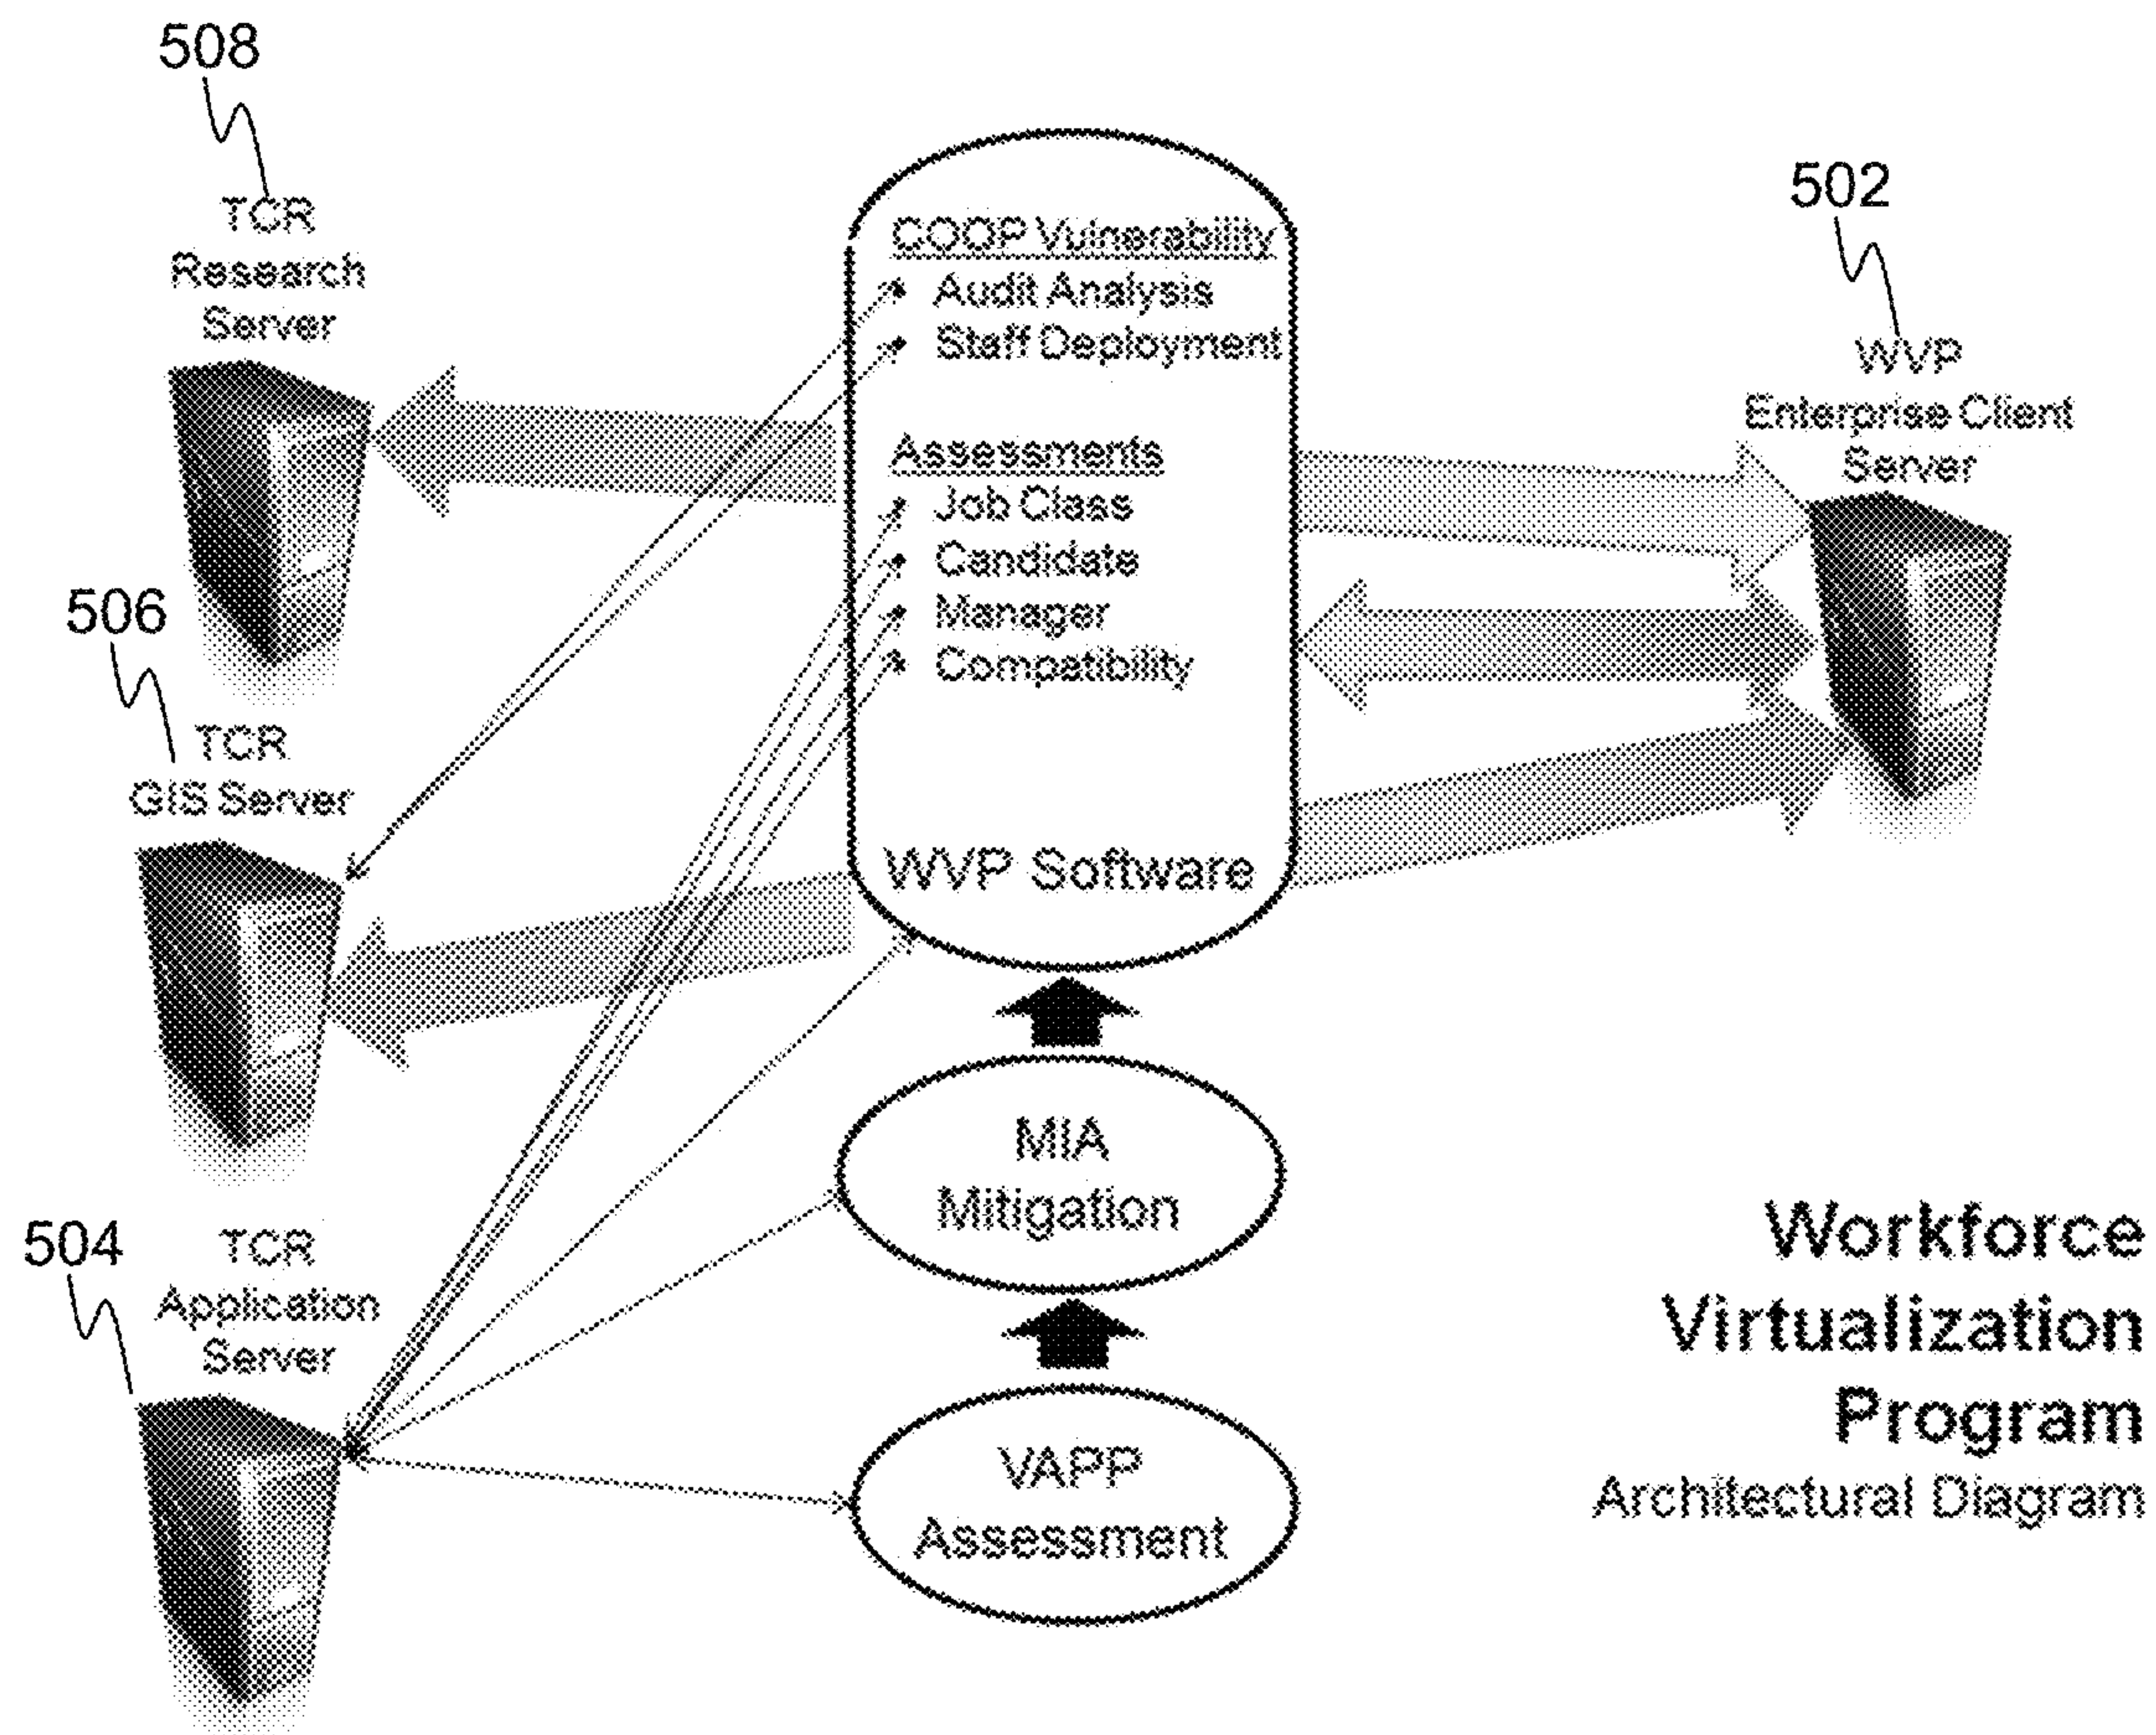 508
TCR
Research
Server
506
TCR
GIS Server
504
TCR
Application
Server
COOP Vulnerability
Audit Analysis
Staff Deployment
Assessments
Job Class
Candidate
Manager
Compatibility
WVP Software
MIA
Mitigation
VAPP
Assessment
502
WVP
Enterprise Client
Server
Workforce
Virtualization
Program
Architectural Diagram